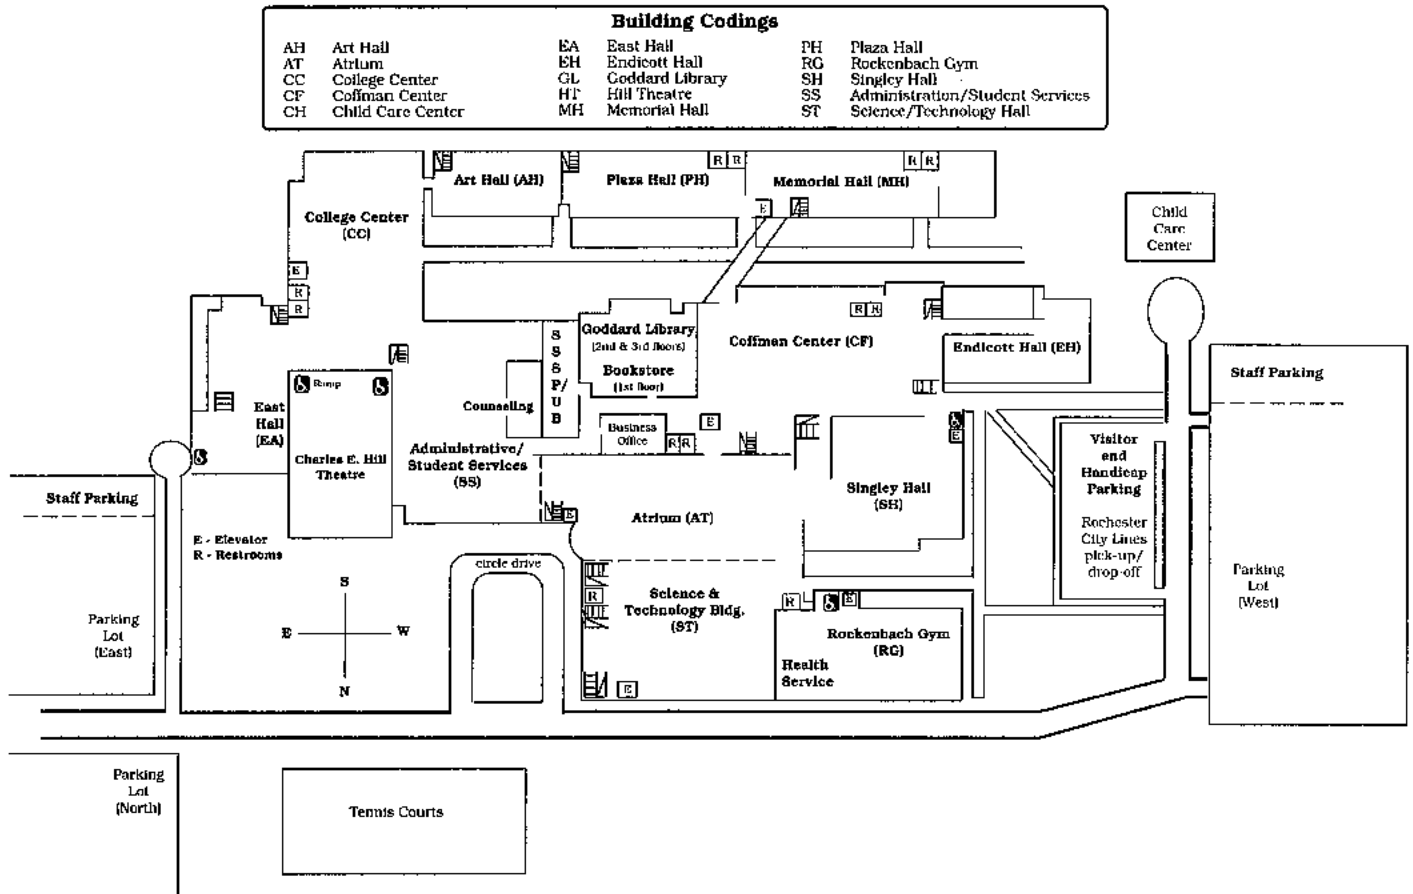 Building Codings
AH Art Hall EA East Hall PH Plaza Hall
AT Atrium EH Endicott Hall RG Rockenbach Gym
CC College Center GL Goddard Library SH Singley Hall
CF Coffman Center HT Hill Theatre SS Administration/Student Services
CH Child Care Center MH Memorial Hall ST Science/Technology Hall
R R
R R
Art Hall (AH)
Plaza Hall (PH)
Memorial Hall (MH)
E
College Center
(CC)
Child
Care
Center
E
R
R
R R
S
S
S
P/
U
B
Goddard Library
(2nd & 3rd floors)
Bookstore
(1st floor)
Coffman Center (CF)
Endicott Hall (EH)
Staff Parking
Ramp
East
Hall
(EA)
Counseling
Business
Office
E
R R
E
Charles E. Hill
Theatre
Administrative/
Student Services
(SS)
Visitor
and
Handicap
Parking
Rochester
City Lines
pick-up/
drop-off
Staff Parking
Singley Hall
(SH)
Atrium (AT)
E
E - Elevator
R - Restrooms
circle drive
Parking
Lot
(West)
S
E W
N
R
Science &
Technology Bldg.
(ST)
R
E
Parking
Lot
(East)
Rockenbach Gym
(RG)
Health
Service
E
Parking
Lot
(North)
Tennis Courts